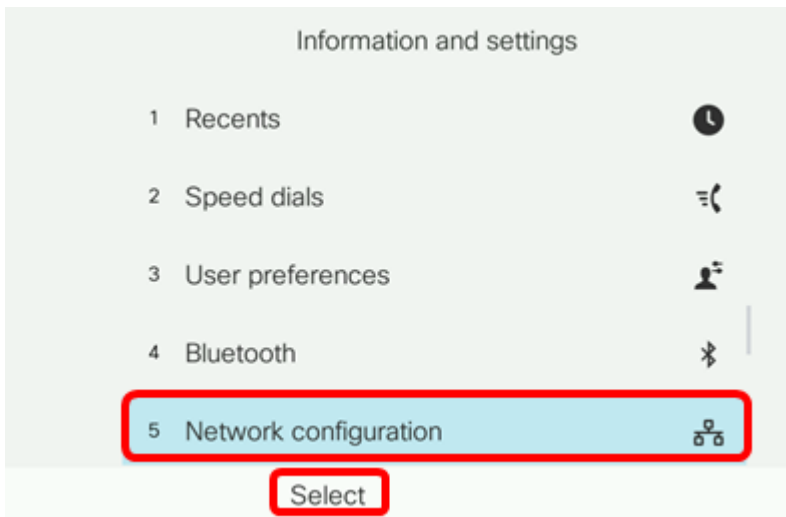 Information and settings
1 Recents
2 Speed dials
3 User preferences
4 Bluetooth
5 Network configuration
Select